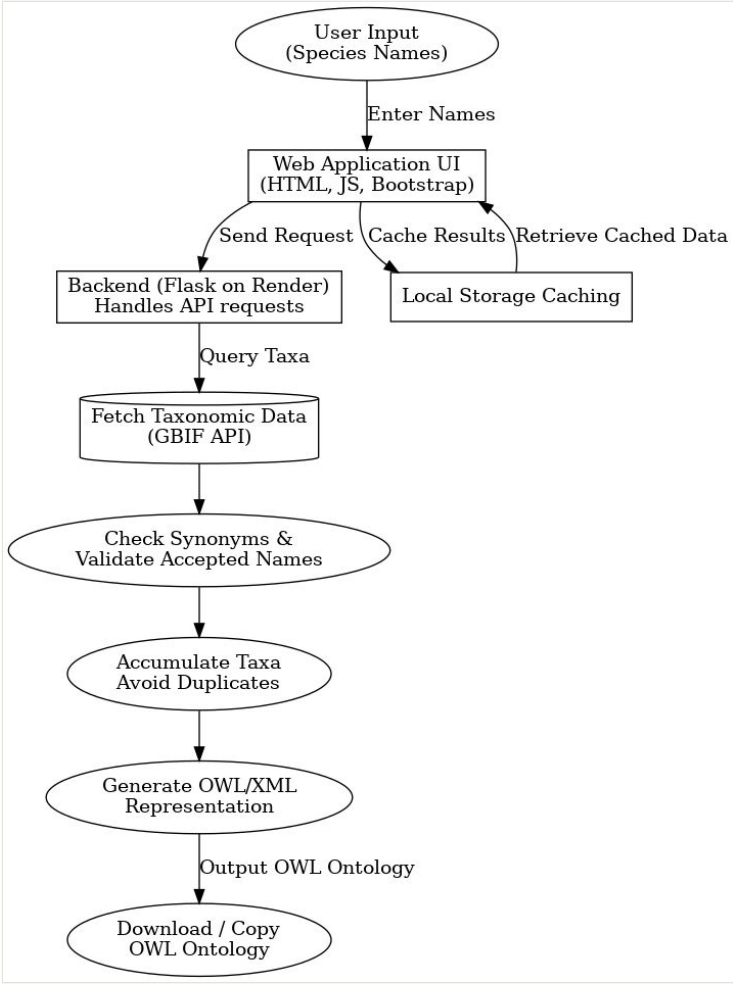 User Input
(Species Names)
Enter Names
Web Application UI
(HTML, JS, Bootstrap)
Send Request
Cache Results
Retrieve Cached Data
Backend (Flask on Render)
Handles API requests
Local Storage Caching
Query Taxa
Fetch Taxonomic Data
(GBIF API)
Check Synonyms &
Validate Accepted Names
Accumulate Taxa
Avoid Duplicates
Generate OWL/XML
Representation
Output OWL Ontology
Download / Copy
OWL Ontology